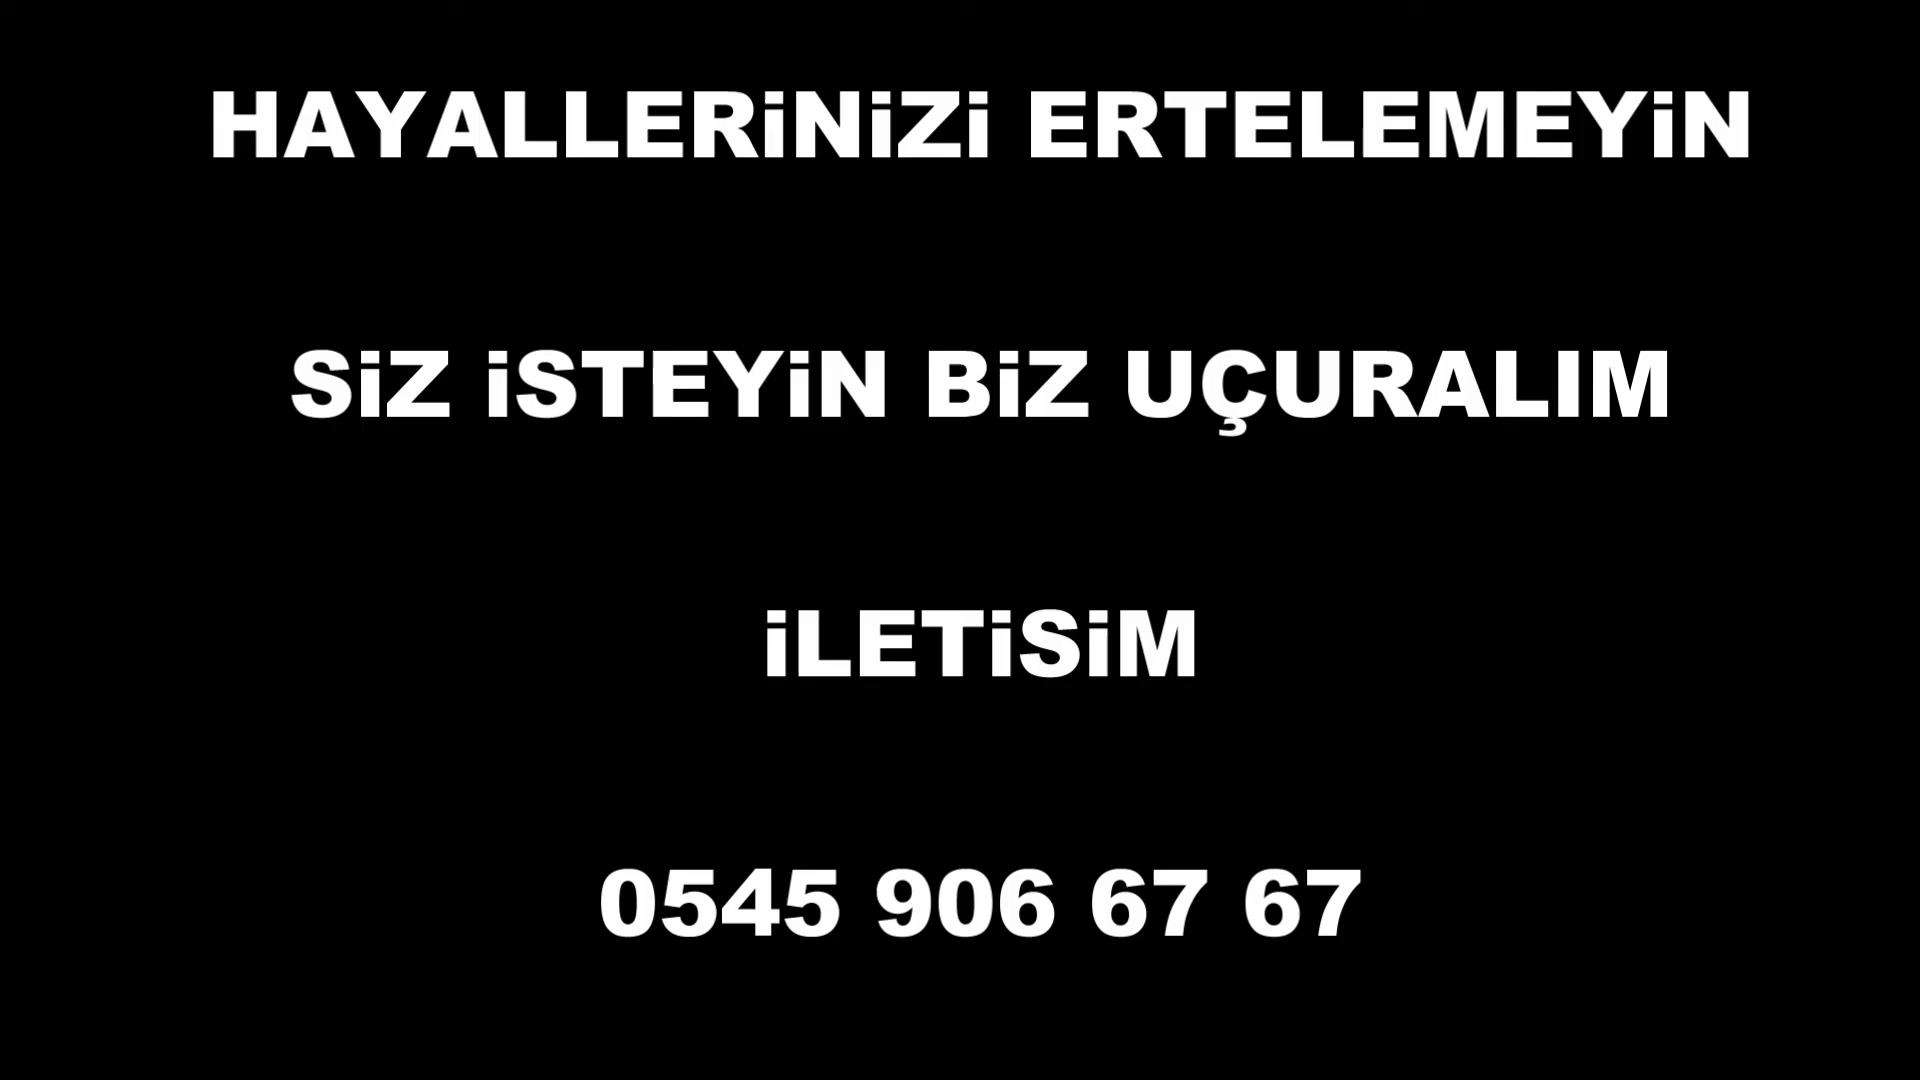 HAYALLERiNiZi ERTELEMEYiN
SiZ iSTEYiN BiZ UÇURALIM
iLETiSiM
0545 906 67 67